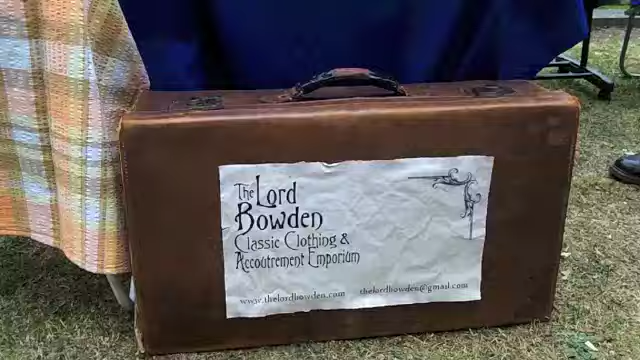 The Lord
Bowden
Classic Clothing &
Accoutrement Emporium
www.thelordbowden.com thelordbowden@gmail.com